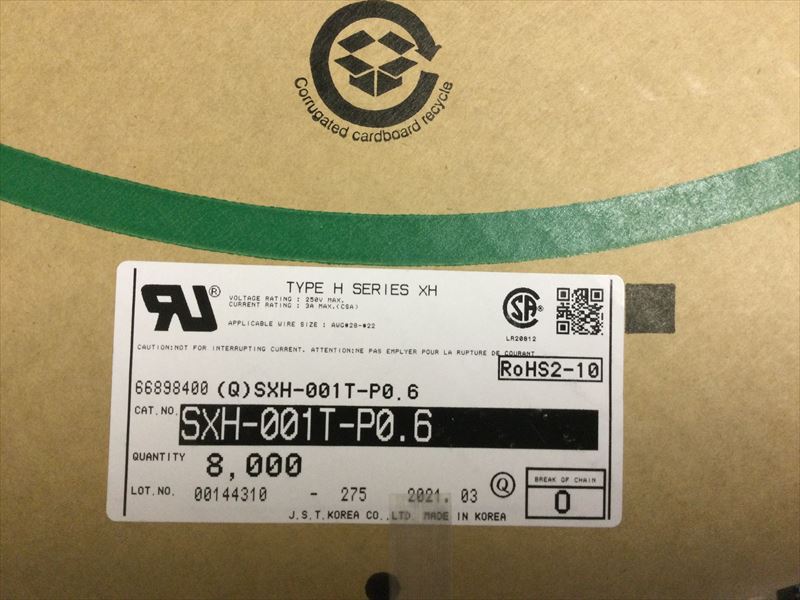 Corrugated cardboard recycle
TYPE H SERIES XH
VOLTAGE RATING : 250V MAX.
CURRENT RATING : 3A MAX.(CSA)
APPLICABLE WIRE SIZE : AWG#28-#22
LR20812
CAUTION:NOT FOR INTERRUPTING CURRENT. ATTENTION:NE PAS EMPLYER POUR LA RUPTURE DE COURANT
RoHS2-10
66898400 (Q)SXH-001T-P0.6
CAT.NO. SXH-001T-P0.6
QUANTITY 8,000
LOT.NO. 00144310 - 275 2021. 03 Q
BREAK OF CHAIN
0
J.S.T.KOREA CO.,LTD. MADE IN KOREA